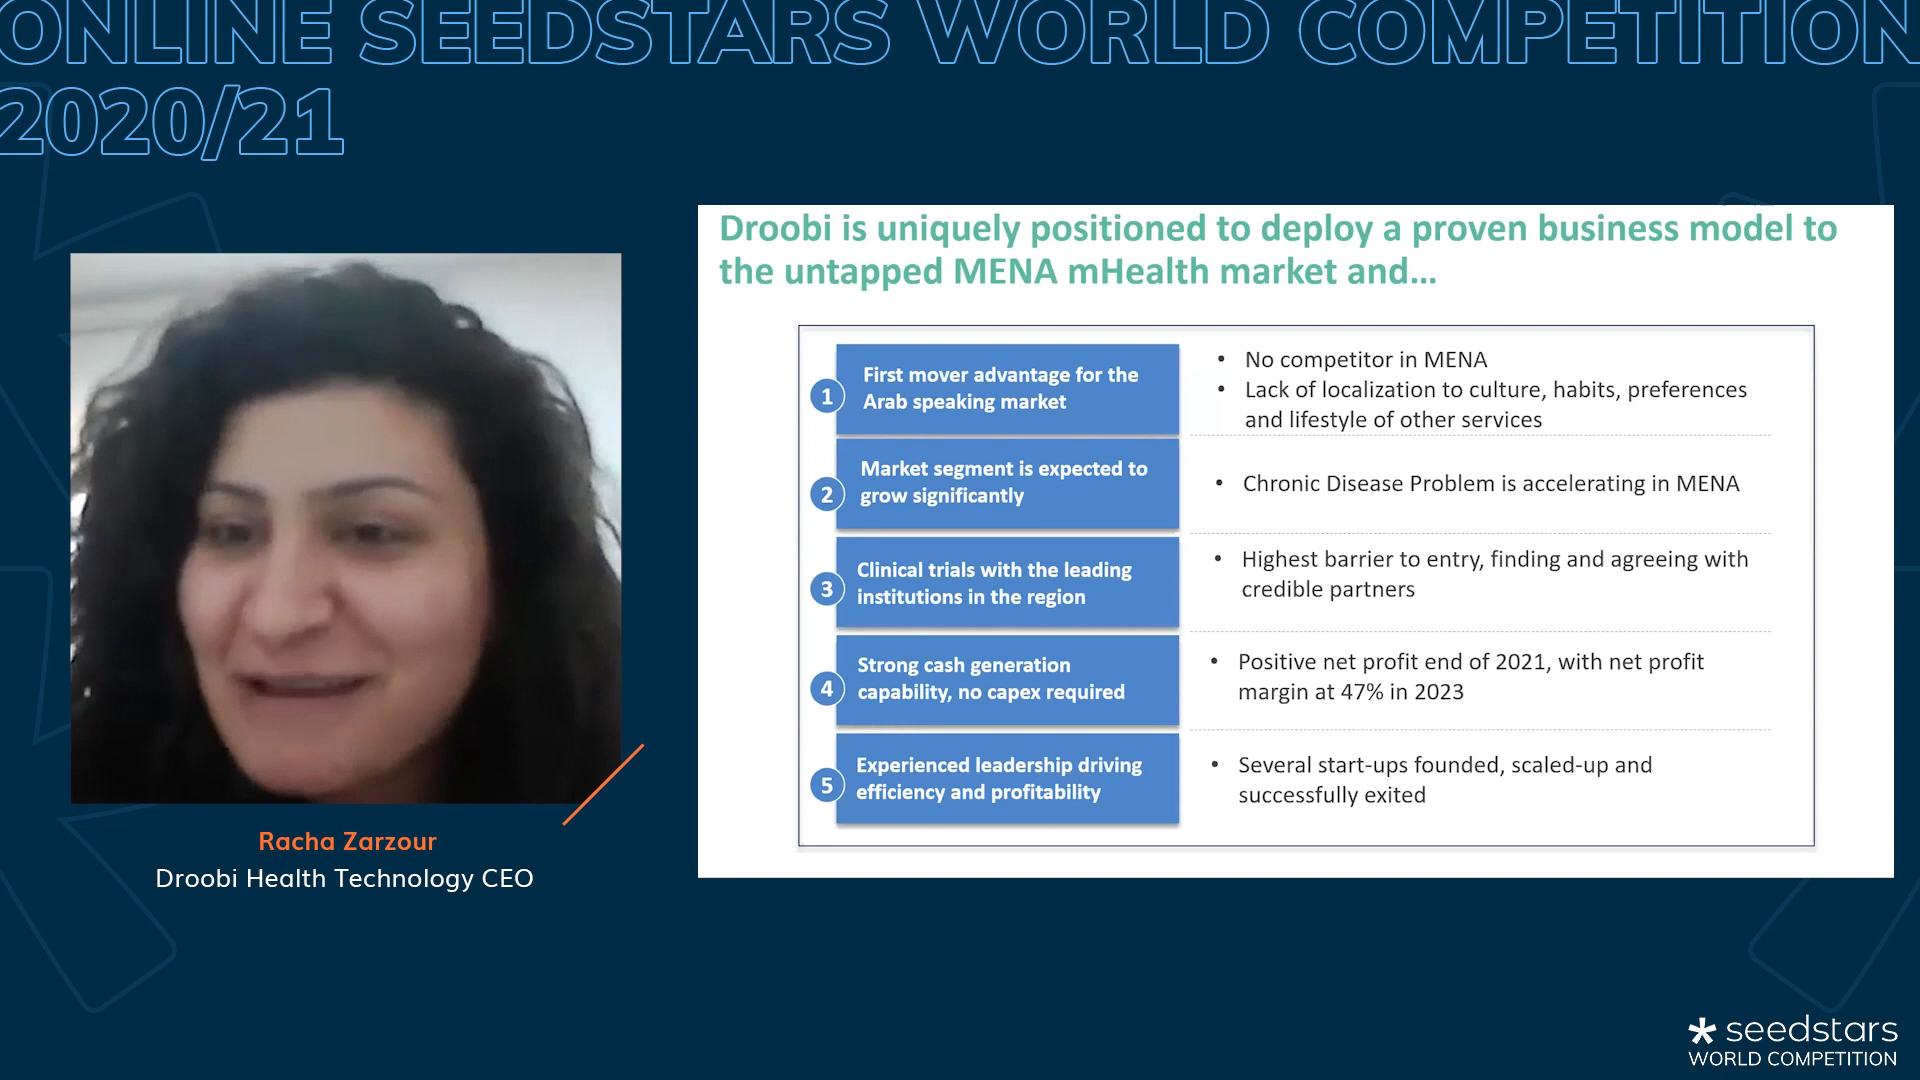 ONLINE SEEDSTARS WORLD COMPETITION
2020/21
Droobi is uniquely positioned to deploy a proven business model to
the untapped MENA mHealth market and...
1
First mover advantage for the
Arab speaking market
• No competitor in MENA
• Lack of localization to culture, habits, preferences
and lifestyle of other services
2
Market segment is expected to
grow significantly
• Chronic Disease Problem is accelerating in MENA
3
Clinical trials with the leading
institutions in the region
• Highest barrier to entry, finding and agreeing with
credible partners
4
Strong cash generation
capability, no capex required
• Positive net profit end of 2021, with net profit
margin at 47% in 2023
5
Experienced leadership driving
efficiency and profitability
• Several start-ups founded, scaled-up and
successfully exited
Racha Zarzour
Droobi Health Technology CEO
seedstars
WORLD COMPETITION